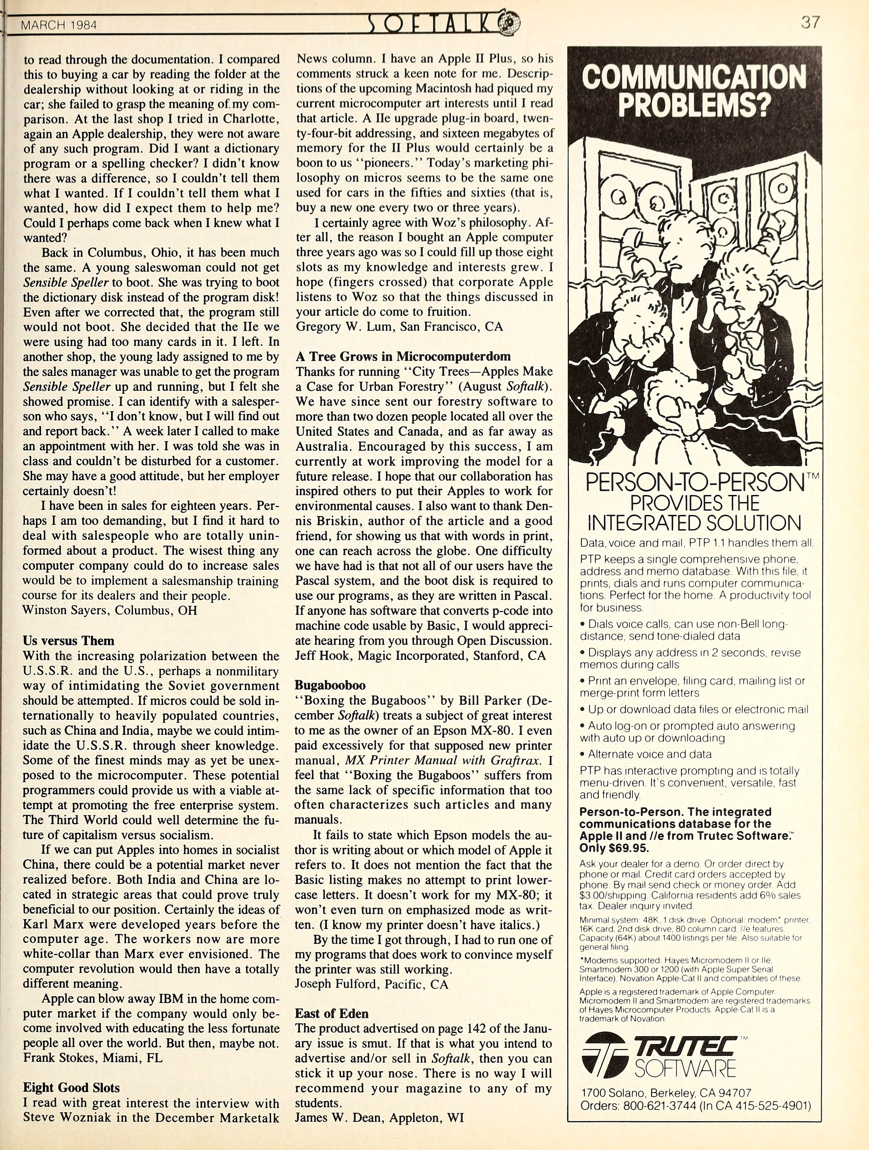 MARCH 1984
SOFTALK
37
to read through the documentation. I compared
this to buying a car by reading the folder at the
dealership without looking at or riding in the
car; she failed to grasp the meaning of my com-
parison. At the last shop I tried in Charlotte,
again an Apple dealership, they were not aware
of any such program. Did I want a dictionary
program or a spelling checker? I didn't know
there was a difference, so I couldn't tell them
what I wanted. If I couldn't tell them what I
wanted, how did I expect them to help me?
Could I perhaps come back when I knew what I
wanted?
Back in Columbus, Ohio, it has been much
the same. A young saleswoman could not get
Sensible Speller to boot. She was trying to boot
the dictionary disk instead of the program disk!
Even after we corrected that, the program still
would not boot. She decided that the IIe we
were using had too many cards in it. I left. In
another shop, the young lady assigned to me by
the sales manager was unable to get the program
Sensible Speller up and running, but I felt she
showed promise. I can identify with a salesper-
son who says, "I don't know, but I will find out
and report back." A week later I called to make
an appointment with her. I was told she was in
class and couldn't be disturbed for a customer.
She may have a good attitude, but her employer
certainly doesn't!
I have been in sales for eighteen years. Per-
haps I am too demanding, but I find it hard to
deal with salespeople who are totally unin-
formed about a product. The wisest thing any
computer company could do to increase sales
would be to implement a salesmanship training
course for its dealers and their people.
Winston Sayers, Columbus, OH
Us versus Them
With the increasing polarization between the
U.S.S.R. and the U.S., perhaps a nonmilitary
way of intimidating the Soviet government
should be attempted. If micros could be sold in-
ternationally to heavily populated countries,
such as China and India, maybe we could intim-
idate the U.S.S.R. through sheer knowledge.
Some of the finest minds may as yet be unex-
posed to the microcomputer. These potential
programmers could provide us with a viable at-
tempt at promoting the free enterprise system.
The Third World could well determine the fu-
ture of capitalism versus socialism.
If we can put Apples into homes in socialist
China, there could be a potential market never
realized before. Both India and China are lo-
cated in strategic areas that could prove truly
beneficial to our position. Certainly the ideas of
Karl Marx were developed years before the
computer age. The workers now are more
white-collar than Marx ever envisioned. The
computer revolution would then have a totally
different meaning.
Apple can blow away IBM in the home com-
puter market if the company would only be-
come involved with educating the less fortunate
people all over the world. But then, maybe not.
Frank Stokes, Miami, FL
Eight Good Slots
I read with great interest the interview with
Steve Wozniak in the December Marketalk
News column. I have an Apple II Plus, so his
comments struck a keen note for me. Descrip-
tions of the upcoming Macintosh had piqued my
current microcomputer art interests until I read
that article. A IIe upgrade plug-in board, twen-
ty-four-bit addressing, and sixteen megabytes of
memory for the II Plus would certainly be a
boon to us "pioneers." Today's marketing phi-
losophy on micros seems to be the same one
used for cars in the fifties and sixties (that is,
buy a new one every two or three years).
I certainly agree with Woz's philosophy. Af-
ter all, the reason I bought an Apple computer
three years ago was so I could fill up those eight
slots as my knowledge and interests grew. I
hope (fingers crossed) that corporate Apple
listens to Woz so that the things discussed in
your article do come to fruition.
Gregory W. Lum, San Francisco, CA
A Tree Grows in Microcomputerdom
Thanks for running "City Trees—Apples Make
a Case for Urban Forestry" (August Softalk).
We have since sent our forestry software to
more than two dozen people located all over the
United States and Canada, and as far away as
Australia. Encouraged by this success, I am
currently at work improving the model for a
future release. I hope that our collaboration has
inspired others to put their Apples to work for
environmental causes. I also want to thank Den-
nis Briskin, author of the article and a good
friend, for showing us that with words in print,
one can reach across the globe. One difficulty
we have had is that not all of our users have the
Pascal system, and the boot disk is required to
use our programs, as they are written in Pascal.
If anyone has software that converts p-code into
machine code usable by Basic, I would appreci-
ate hearing from you through Open Discussion.
Jeff Hook, Magic Incorporated, Stanford, CA
Bugabooboo
"Boxing the Bugaboos" by Bill Parker (De-
cember Softalk) treats a subject of great interest
to me as the owner of an Epson MX-80. I even
paid excessively for that supposed new printer
manual, MX Printer Manual with Graftrax. I
feel that "Boxing the Bugaboos" suffers from
the same lack of specific information that too
often characterizes such articles and many
manuals.
It fails to state which Epson models the au-
thor is writing about or which model of Apple it
refers to. It does not mention the fact that the
Basic listing makes no attempt to print lower-
case letters. It doesn't work for my MX-80; it
won't even turn on emphasized mode as writ-
ten. (I know my printer doesn't have italics.)
By the time I got through, I had to run one of
my programs that does work to convince myself
the printer was still working.
Joseph Fulford, Pacific, CA
East of Eden
The product advertised on page 142 of the Janu-
ary issue is smut. If that is what you intend to
advertise and/or sell in Softalk, then you can
stick it up your nose. There is no way I will
recommend your magazine to any of my
students.
James W. Dean, Appleton, WI
COMMUNICATION
PROBLEMS?
PERSON-TO-PERSON™
PROVIDES THE
INTEGRATED SOLUTION
Data, voice and mail, PTP 1.1 handles them all.
PTP keeps a single comprehensive phone,
address and memo database. With this file, it
prints, dials and runs computer communica-
tions. Perfect for the home. A productivity tool
for business.
• Dials voice calls, can use non-Bell long-
distance, send tone-dialed data
• Displays any address in 2 seconds, revise
memos during calls
• Print an envelope, filing card, mailing list or
merge-print form letters
• Up or download data files or electronic mail
• Auto log-on or prompted auto answering
with auto up or downloading
• Alternate voice and data
PTP has interactive prompting and is totally
menu-driven. It's convenient, versatile, fast
and friendly.
Person-to-Person. The integrated
communications database for the
Apple II and //e from Trutec Software.™
Only $69.95.
Ask your dealer for a demo. Or order direct by
phone or mail. Credit card orders accepted by
phone. By mail send check or money order. Add
$3.00/shipping. California residents add 6% sales
tax. Dealer inquiry invited.
Minimal system: 48K, 1 disk drive. Optional: modem,* printer,
16K card, 2nd disk drive, 80 column card, //e features.
Capacity (64K) about 1400 listings per file. Also suitable for
general filing.
*Modems supported: Hayes Micromodem II or IIe,
Smartmodem 300 or 1200 (with Apple Super Serial
Interface), Novation Apple-Cat II and compatibles of these.
Apple is a registered trademark of Apple Computer.
Micromodem II and Smartmodem are registered trademarks
of Hayes Microcomputer Products. Apple-Cat II is a
trademark of Novation.
TRUTEC™
SOFTWARE
1700 Solano, Berkeley, CA 94707
Orders: 800-621-3744 (In CA 415-525-4901)